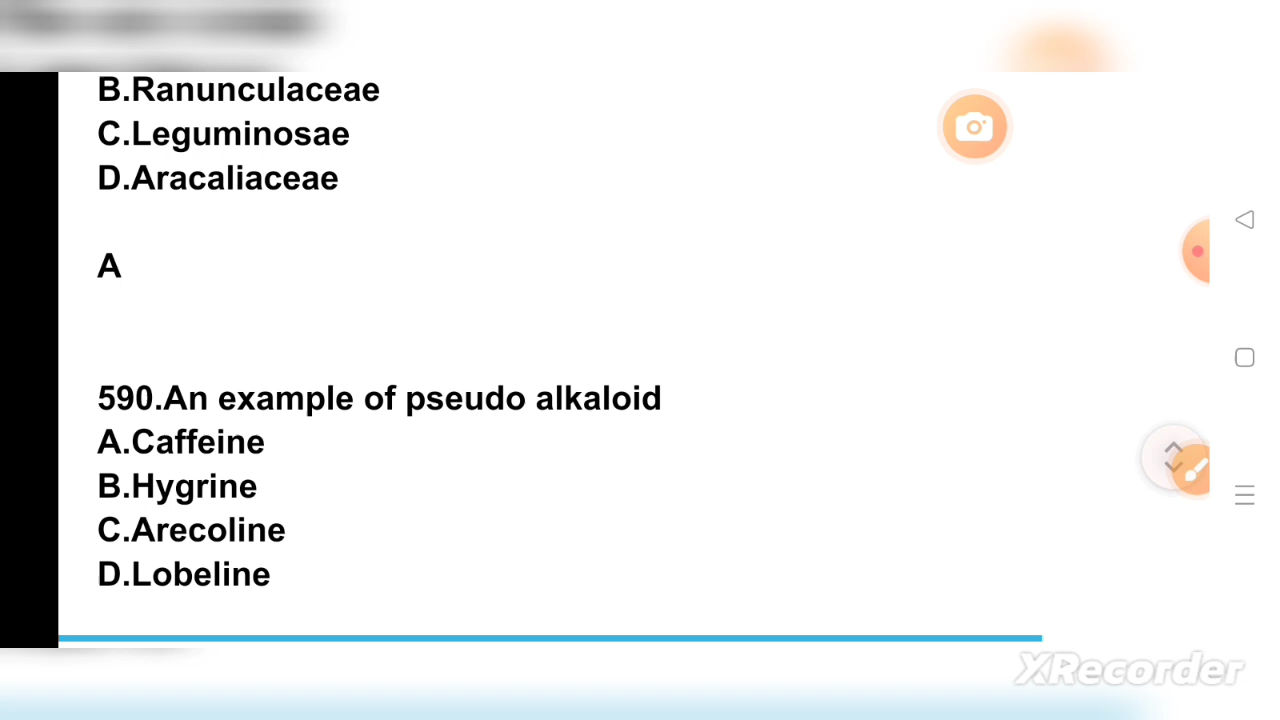 B.Ranunculaceae
C.Leguminosae
D.Aracaliaceae
A
590.An example of pseudo alkaloid
A.Caffeine
B.Hygrine
C.Arecoline
D.Lobeline
XRecorder